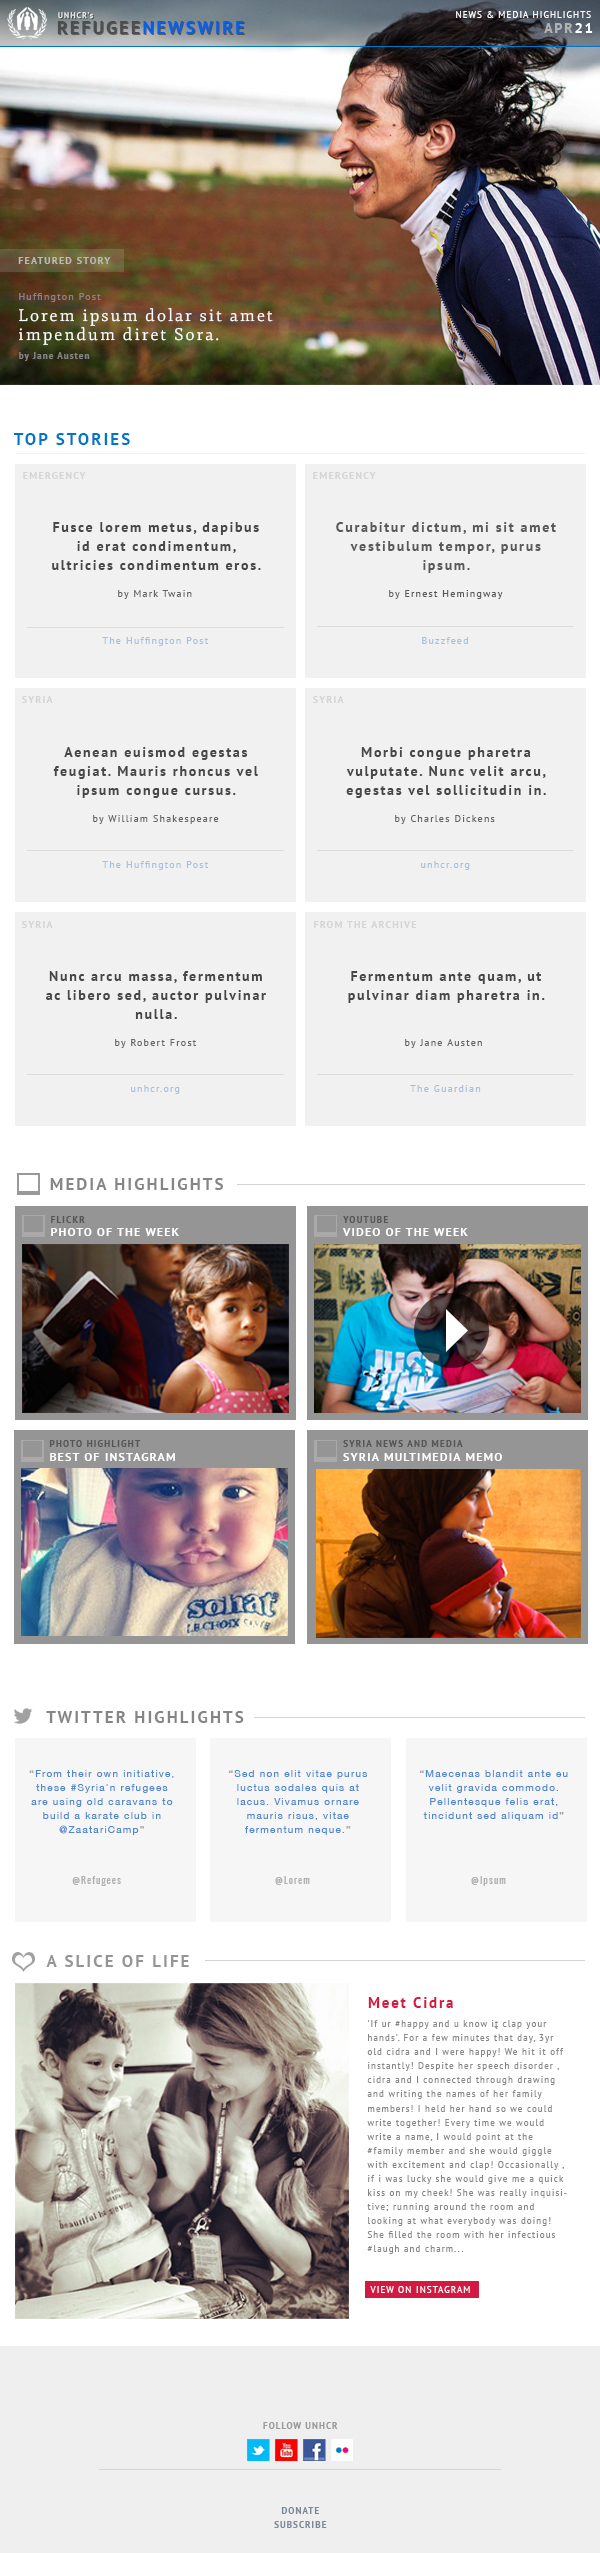 UNHCR's
REFUGEENEWSWIRE
NEWS & MEDIA HIGHLIGHTS
APR21
FEATURED STORY
Huffington Post
Lorem ipsum dolar sit amet
impendum diret Sora.
by Jane Austen
TOP STORIES
EMERGENCY
Fusce lorem metus, dapibus
id erat condimentum,
ultricies condimentum eros.
by Mark Twain
The Huffington Post
EMERGENCY
Curabitur dictum, mi sit amet
vestibulum tempor, purus
ipsum.
by Ernest Hemingway
Buzzfeed
SYRIA
Aenean euismod egestas
feugiat. Mauris rhoncus vel
ipsum congue cursus.
by William Shakespeare
The Huffington Post
SYRIA
Morbi congue pharetra
vulputate. Nunc velit arcu,
egestas vel sollicitudin in.
by Charles Dickens
unhcr.org
SYRIA
Nunc arcu massa, fermentum
ac libero sed, auctor pulvinar
nulla.
by Robert Frost
unhcr.org
FROM THE ARCHIVE
Fermentum ante quam, ut
pulvinar diam pharetra in.
by Jane Austen
The Guardian
MEDIA HIGHLIGHTS
FLICKR
PHOTO OF THE WEEK
YOUTUBE
VIDEO OF THE WEEK
JUST
PHOTO HIGHLIGHT
BEST OF INSTAGRAM
LE CHOIX
SYRIA NEWS AND MEDIA
SYRIA MULTIMEDIA MEMO
TWITTER HIGHLIGHTS
"From their own initiative,
these #Syria'n refugees
are using old caravans to
build a karate club in
@ZaatariCamp"
@Refugees
"Sed non elit vitae purus
luctus sodales quis at
lacus. Vivamus ornare
mauris risus, vitae
fermentum neque."
@Lorem
"Maecenas blandit ante eu
velit gravida commodo.
Pellentesque felis erat,
tincidunt sed aliquam id"
@Ipsum
A SLICE OF LIFE
beautiful
Meet Cidra
'If ur #happy and u know it clap your
hands'. For a few minutes that day, 3yr
old cidra and I were happy! We hit it off
instantly! Despite her speech disorder ,
cidra and I connected through drawing
and writing the names of her family
members! I held her hand so we could
write together! Every time we would
write a name, I would point at the
#family member and she would giggle
with excitement and clap! Occasionally ,
if i was lucky she would give me a quick
kiss on my cheek! She was really inquisi-
tive; running around the room and
looking at what everybody was doing!
She filled the room with her infectious
#laugh and charm...
VIEW ON INSTAGRAM
FOLLOW UNHCR
You
Tube
f
DONATE
SUBSCRIBE